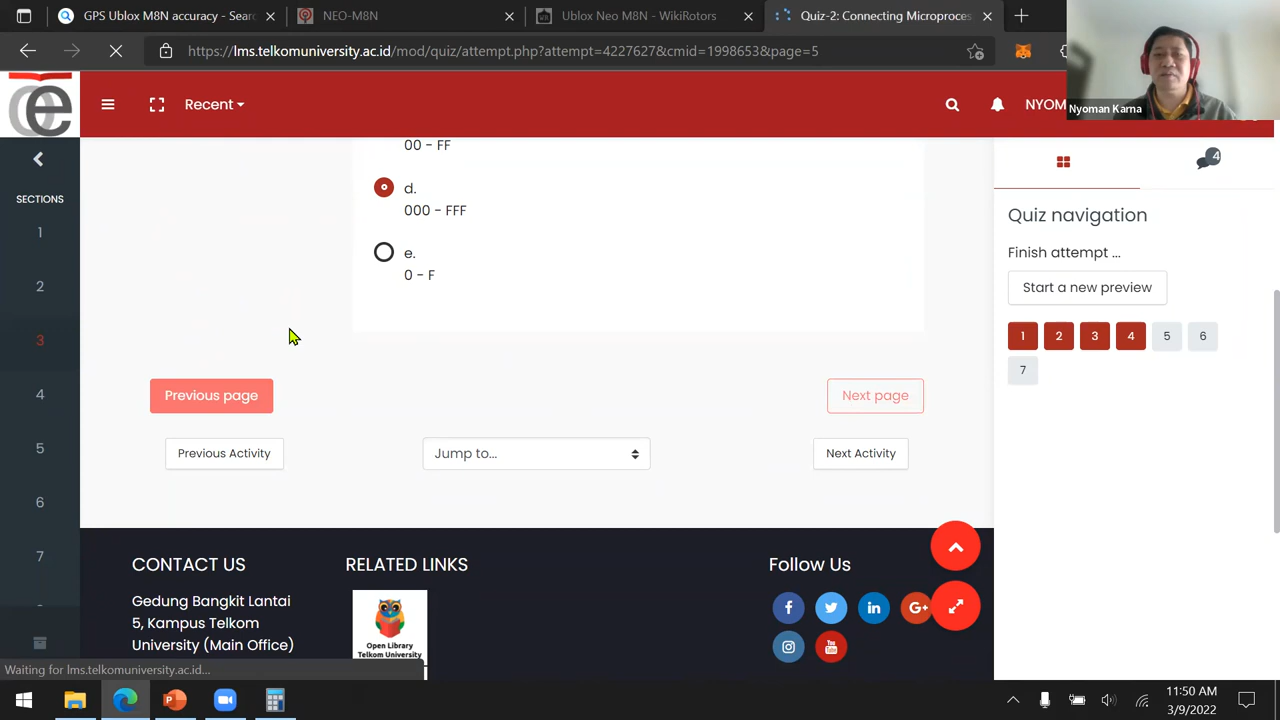 GPS Ublox M8N accuracy - Sear
NEO-M8N
Ublox Neo M8N - WikiRotors
Quiz-2: Connecting Microproces
https://lms.telkomuniversity.ac.id/mod/quiz/attempt.php?attempt=4227627&cmid=1998653&page=5
Nyoman Karna
Recent
NYOM
4
SECTIONS
1
2
3
4
5
6
7
00 - FF
d.
000 - FFF
e.
0 - F
Previous page
Next page
Previous Activity
Jump to...
Next Activity
Quiz navigation
Finish attempt ...
Start a new preview
1 2 3 4 5 6
7
CONTACT US
Gedung Bangkit Lantai
5, Kampus Telkom
University (Main Office)
RELATED LINKS
Open Library
Telkom University
Follow Us
Waiting for lms.telkomuniversity.ac.id...
11:50 AM
3/9/2022